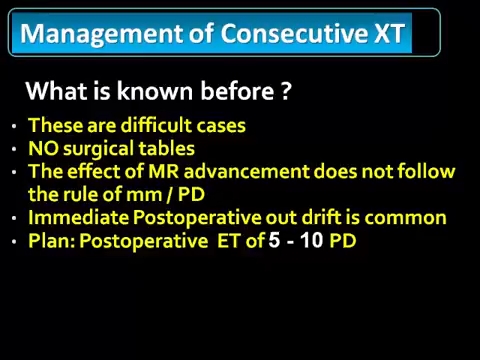 Management of Consecutive XT
What is known before ?
• These are difficult cases
• NO surgical tables
• The effect of MR advancement does not follow
the rule of mm / PD
• Immediate Postoperative out drift is common
• Plan: Postoperative ET of 5 - 10 PD